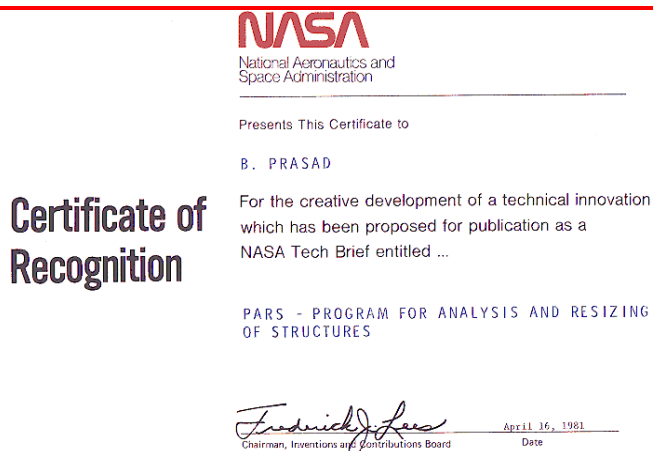 NASA
National Aeronautics and
Space Administration
Presents This Certificate to
B. PRASAD
Certificate of
Recognition
For the creative development of a technical innovation
which has been proposed for publication as a
NASA Tech Brief entitled ...
PARS - PROGRAM FOR ANALYSIS AND RESIZING
OF STRUCTURES
Frederick J. Lees
April 16, 1981
Chairman, Inventions and Contributions Board
Date